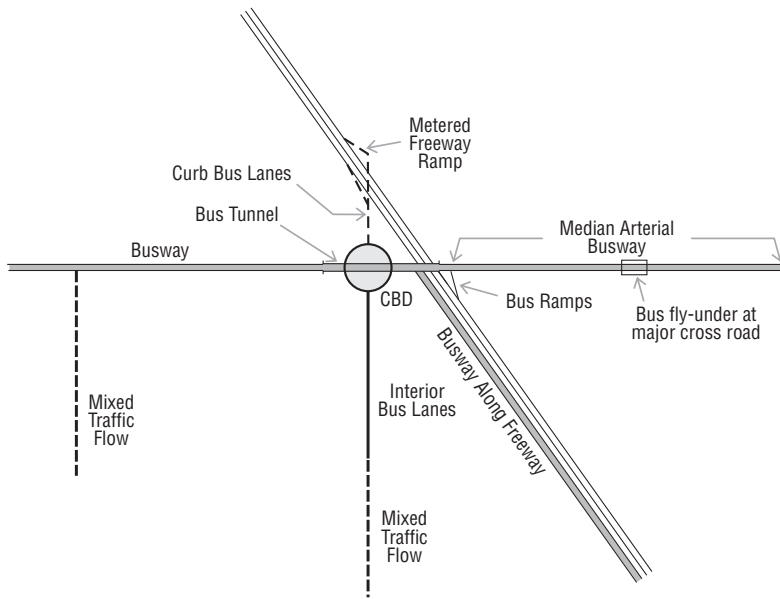 Metered
Freeway
Ramp
Curb Bus Lanes
Bus Tunnel
Busway
Median Arterial
Busway
CBD
Bus Ramps
Bus fly-under at
major cross road
Busway Along Freeway
Interior
Bus Lanes
Mixed
Traffic
Flow
Mixed
Traffic
Flow